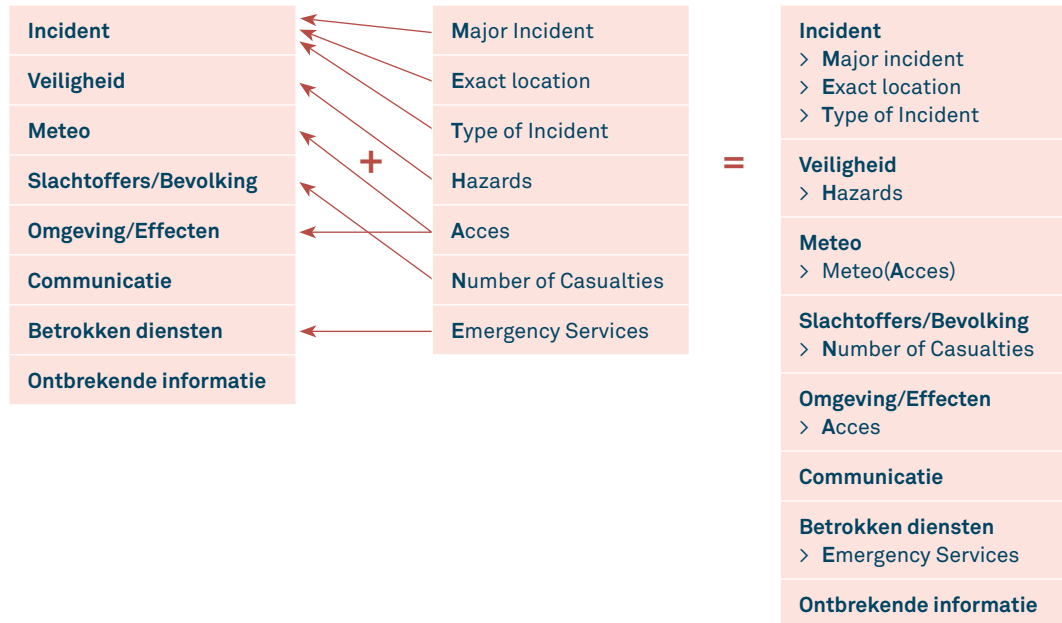 Incident
Veiligheid
Meteo
Slachtoffers/Bevolking
Omgeving/Effecten
Communicatie
Betrokken diensten
Ontbrekende informatie
+
Major Incident
Exact location
Type of Incident
Hazards
Acces
Number of Casualties
Emergency Services
=
Incident
> Major incident
> Exact location
> Type of Incident
Veiligheid
> Hazards
Meteo
> Meteo(Acces)
Slachtoffers/Bevolking
> Number of Casualties
Omgeving/Effecten
> Acces
Communicatie
Betrokken diensten
> Emergency Services
Ontbrekende informatie